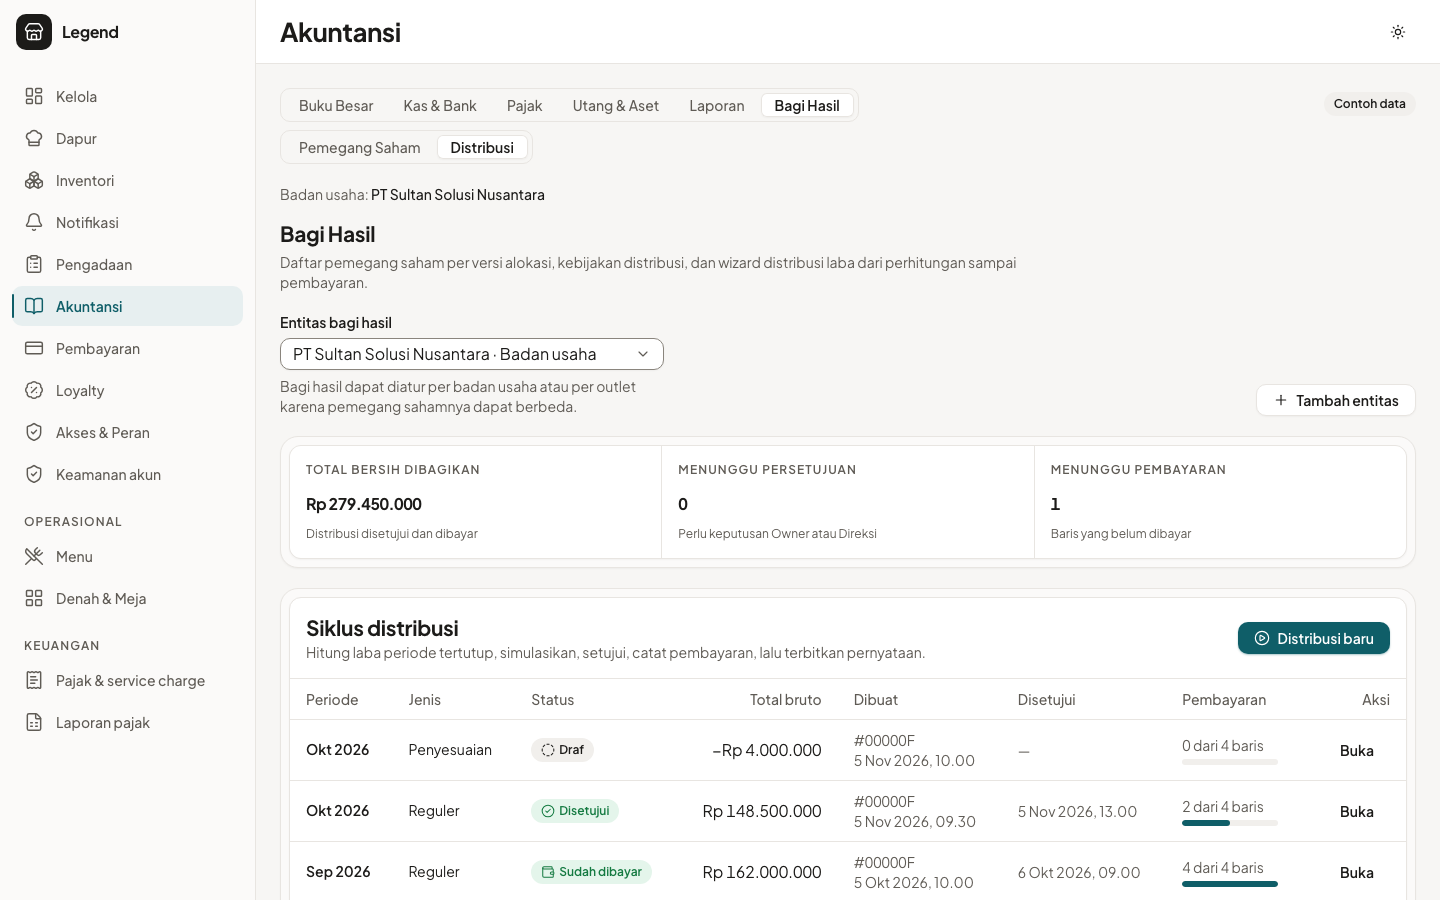 Legend
Akuntansi
Kelola
Dapur
Inventori
Notifikasi
Pengadaan
Akuntansi
Pembayaran
Loyalty
Akses & Peran
Keamanan akun
OPERASIONAL
Menu
Denah & Meja
KEUANGAN
Pajak & service charge
Laporan pajak
Buku Besar Kas & Bank Pajak Utang & Aset Laporan Bagi Hasil
Contoh data
Pemegang Saham Distribusi
Badan usaha: PT Sultan Solusi Nusantara
Bagi Hasil
Daftar pemegang saham per versi alokasi, kebijakan distribusi, dan wizard distribusi laba dari perhitungan sampai
pembayaran.
Entitas bagi hasil
PT Sultan Solusi Nusantara · Badan usaha
Bagi hasil dapat diatur per badan usaha atau per outlet
karena pemegang sahamnya dapat berbeda.
Tambah entitas
TOTAL BERSIH DIBAGIKAN
Rp 279.450.000
Distribusi disetujui dan dibayar
MENUNGGU PERSETUJUAN
0
Perlu keputusan Owner atau Direksi
MENUNGGU PEMBAYARAN
1
Baris yang belum dibayar
Siklus distribusi
Hitung laba periode tertutup, simulasikan, setujui, catat pembayaran, lalu terbitkan pernyataan.
Distribusi baru
Periode Jenis Status Total bruto Dibuat Disetujui Pembayaran Aksi
Okt 2026 Penyesuaian Draf −Rp 4.000.000 #00000F — 0 dari 4 baris Buka
5 Nov 2026, 10.00
Okt 2026 Reguler Disetujui Rp 148.500.000 #00000F 5 Nov 2026, 13.00 2 dari 4 baris Buka
5 Nov 2026, 09.30
Sep 2026 Reguler Sudah dibayar Rp 162.000.000 #00000F 6 Okt 2026, 09.00 4 dari 4 baris Buka
5 Okt 2026, 10.00